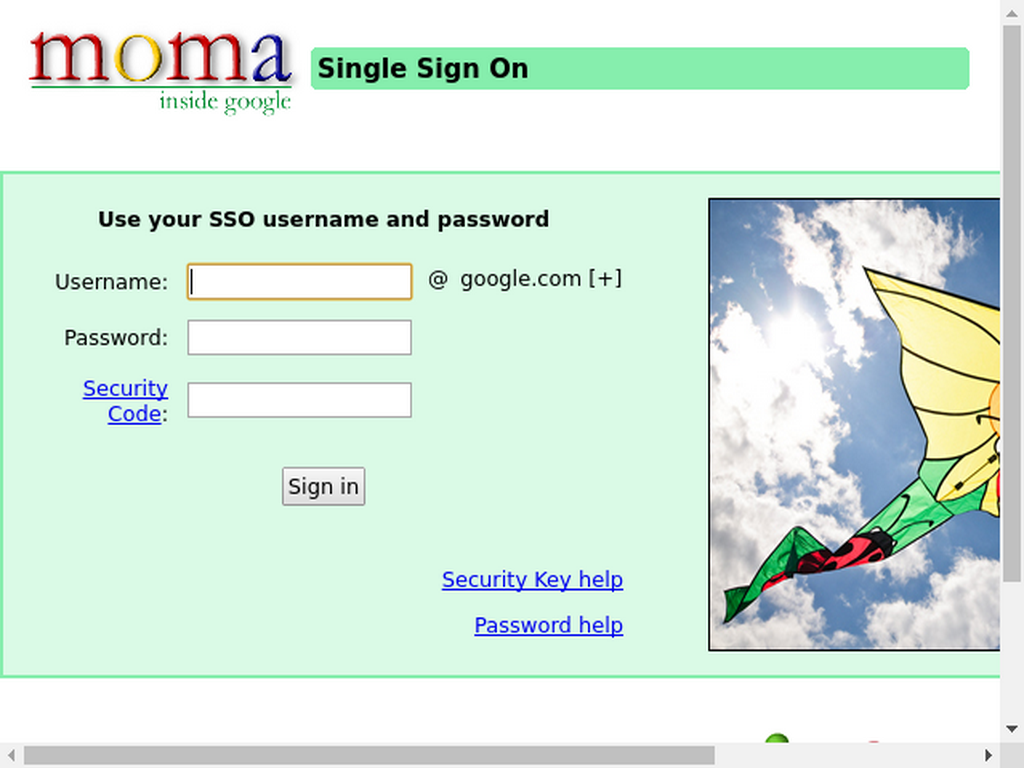 moma
inside google
Single Sign On
Use your SSO username and password
Username:
@ google.com [+]
Password:
Security
Code:
Sign in
Security Key help
Password help